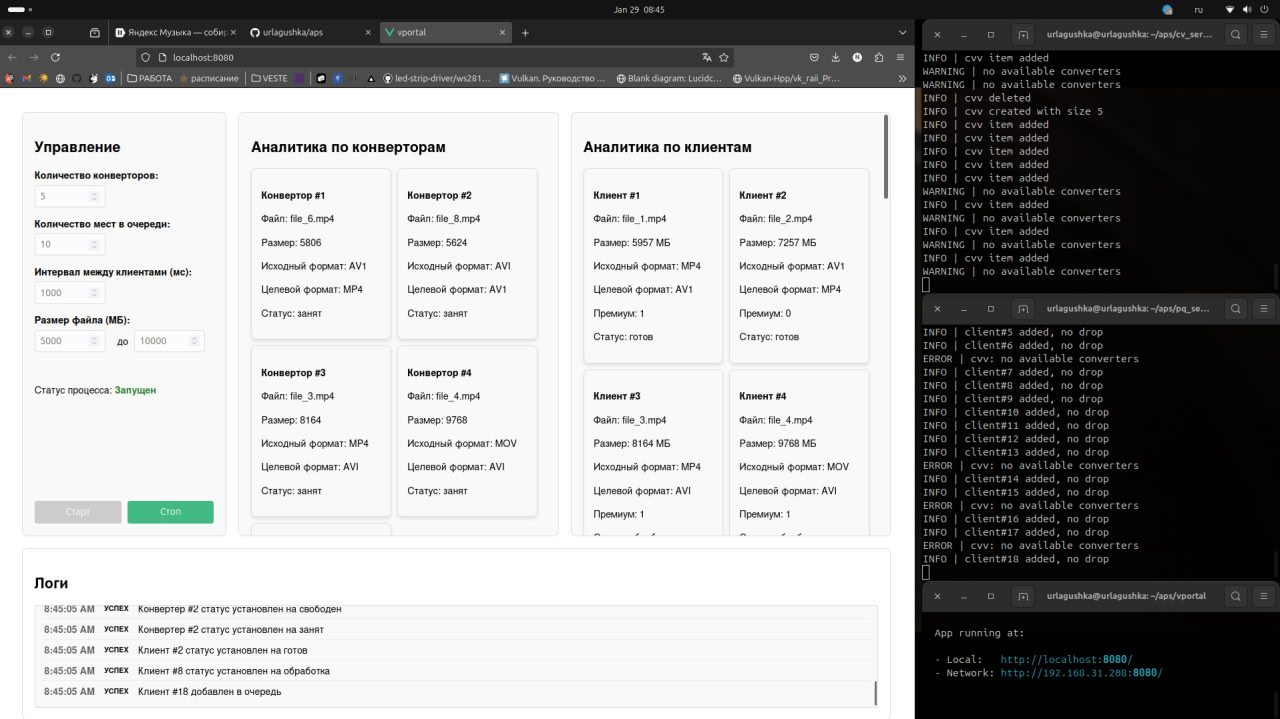 Jan 29 08:45
ru
Яндекс Музыка — собир
urlagushka/aps
vportal
localhost:8080
РАБОТА
расписание
VESTE
led-strip-driver/ws281...
Vulkan. Руководство ...
Blank diagram: Lucidc...
Vulkan-Hpp/vk_raii_Pr...
Управление
Количество конверторов:
5
Количество мест в очереди:
10
Интервал между клиентами (мс):
1000
Размер файла (МБ):
5000 до 10000
Статус процесса: Запущен
Старт Стоп
Аналитика по конверторам
Конвертор #1
Файл: file_6.mp4
Размер: 5806
Исходный формат: AV1
Целевой формат: MP4
Статус: занят
Конвертор #2
Файл: file_8.mp4
Размер: 5624
Исходный формат: AVI
Целевой формат: AV1
Статус: занят
Конвертор #3
Файл: file_3.mp4
Размер: 8164
Исходный формат: MP4
Целевой формат: AVI
Статус: занят
Конвертор #4
Файл: file_4.mp4
Размер: 9768
Исходный формат: MOV
Целевой формат: AVI
Статус: занят
Аналитика по клиентам
Клиент #1
Файл: file_1.mp4
Размер: 5957 МБ
Исходный формат: MP4
Целевой формат: AV1
Премиум: 1
Статус: готов
Клиент #2
Файл: file_2.mp4
Размер: 7257 МБ
Исходный формат: AV1
Целевой формат: MP4
Премиум: 0
Статус: готов
Клиент #3
Файл: file_3.mp4
Размер: 8164 МБ
Исходный формат: MP4
Целевой формат: AVI
Премиум: 1
Клиент #4
Файл: file_4.mp4
Размер: 9768 МБ
Исходный формат: MOV
Целевой формат: AVI
Премиум: 1
Логи
8:45:05 AM УСПЕХ Конвертер #2 статус установлен на свободен
8:45:05 AM УСПЕХ Конвертер #2 статус установлен на занят
8:45:05 AM УСПЕХ Клиент #2 статус установлен на готов
8:45:05 AM УСПЕХ Клиент #8 статус установлен на обработка
8:45:05 AM УСПЕХ Клиент #18 добавлен в очередь
urlagushka@urlagushka: ~/aps/cv_ser...
INFO | cvv item added
WARNING | no available converters
WARNING | no available converters
INFO | cvv deleted
INFO | cvv created with size 5
INFO | cvv item added
INFO | cvv item added
INFO | cvv item added
INFO | cvv item added
INFO | cvv item added
WARNING | no available converters
INFO | cvv item added
WARNING | no available converters
INFO | cvv item added
WARNING | no available converters
INFO | cvv item added
WARNING | no available converters
urlagushka@urlagushka: ~/aps/pq_se...
INFO | client#5 added, no drop
INFO | client#6 added, no drop
ERROR | cvv: no available converters
INFO | client#7 added, no drop
INFO | client#8 added, no drop
INFO | client#9 added, no drop
INFO | client#10 added, no drop
INFO | client#11 added, no drop
INFO | client#12 added, no drop
INFO | client#13 added, no drop
ERROR | cvv: no available converters
INFO | client#14 added, no drop
INFO | client#15 added, no drop
ERROR | cvv: no available converters
INFO | client#16 added, no drop
INFO | client#17 added, no drop
ERROR | cvv: no available converters
INFO | client#18 added, no drop
urlagushka@urlagushka: ~/aps/vportal
App running at:
- Local: http://localhost:8080/
- Network: http://192.168.31.208:8080/